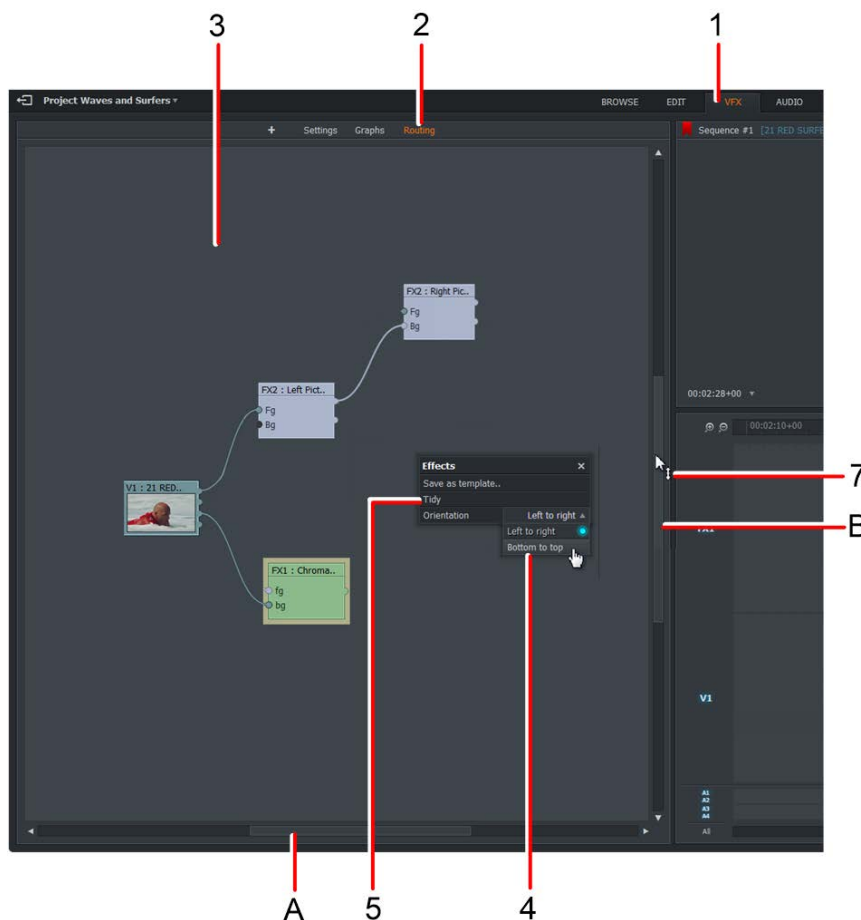 3
1
2
Project Waves and Surfers
BROWSE
EDIT
VFX
AUDIO
+
Settings
Graphs
Routing
Sequence #1 [21 RED SURFE
FX2 : Right Pic..
Fg
Bg
FX2 : Left Pict..
Fg
Bg
V1 : 21 RED..
FX1 : Chroma..
fg
bg
Effects
×
Save as template..
Tidy
Orientation
Left to right
Left to right
Bottom to top
00:02:28+00
00:02:10+00
7
B
V1
A1
A2
A3
A4
All
A
5
4